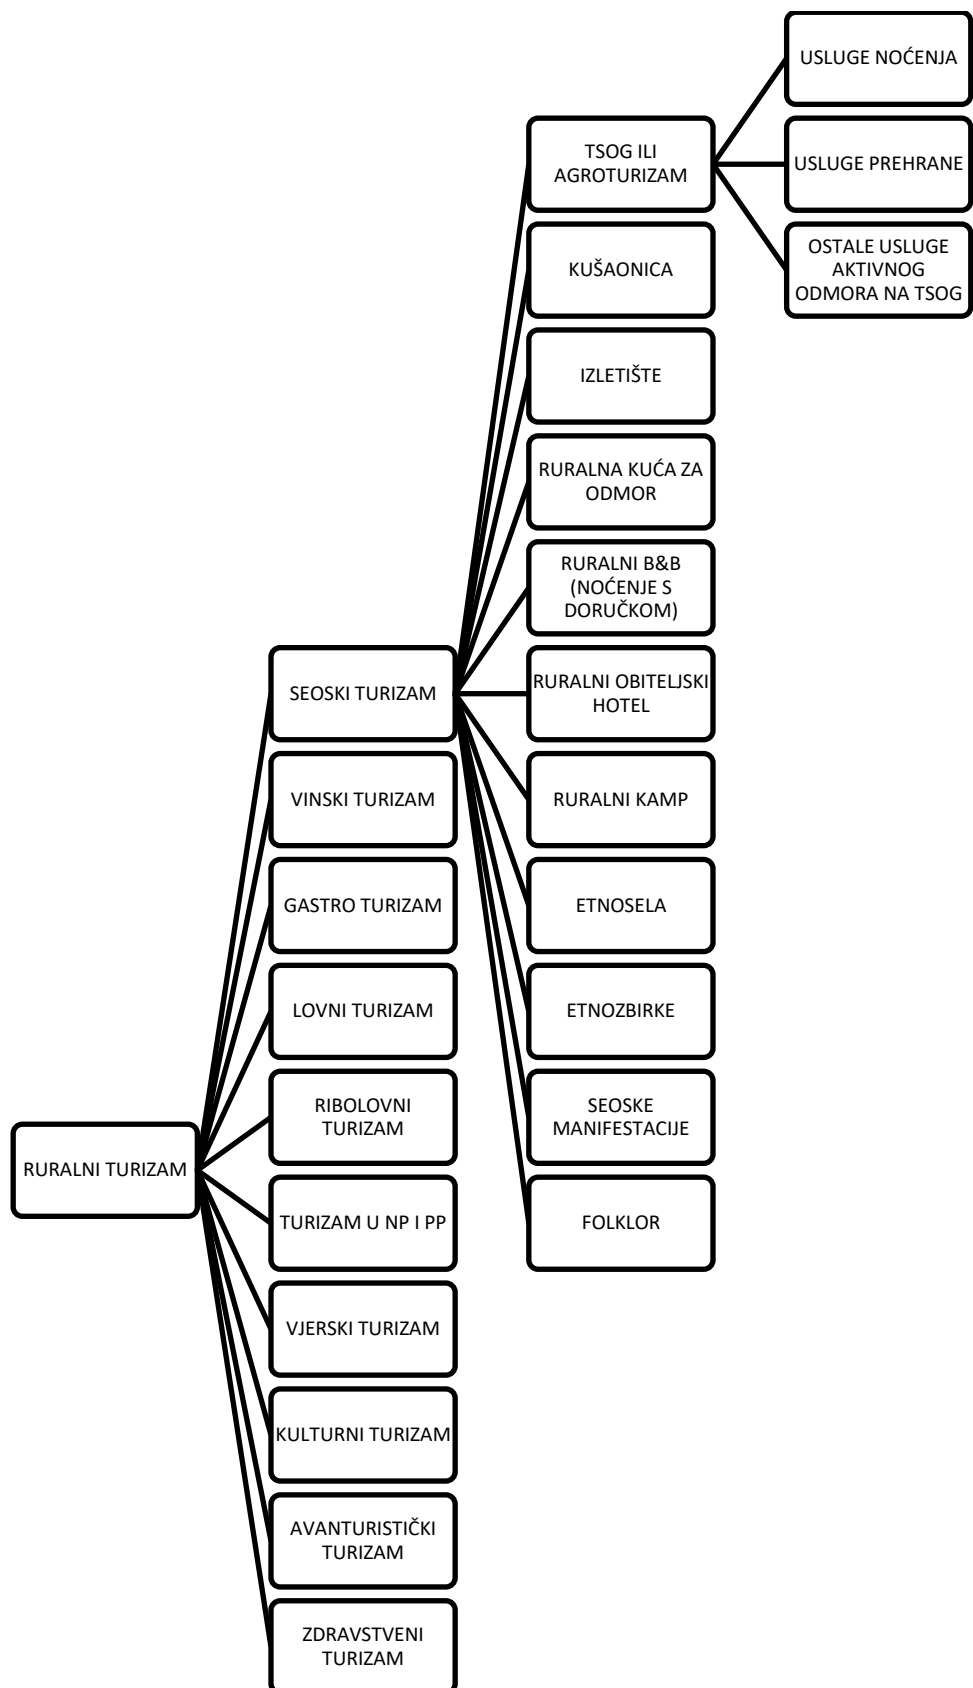 RURALNI TURIZAM
SEOSKI TURIZAM
TSOG ILI
AGROTURIZAM
USLUGE NOĆENJA
USLUGE PREHRANE
OSTALE USLUGE
AKTIVNOG
ODMORA NA TSOG
KUŠAONICA
IZLETIŠTE
RURALNA KUĆA ZA
ODMOR
RURALNI B&B
(NOĆENJE S
DORUČKOM)
RURALNI OBITELJSKI
HOTEL
RURALNI KAMP
ETNOSELA
ETNOZBIRKE
SEOSKE
MANIFESTACIJE
FOLKLOR
VINSKI TURIZAM
GASTRO TURIZAM
LOVNI TURIZAM
RIBOLOVNI
TURIZAM
TURIZAM U NP I PP
VJERSKI TURIZAM
KULTURNI TURIZAM
AVANTURISTIČKI
TURIZAM
ZDRAVSTVENI
TURIZAM